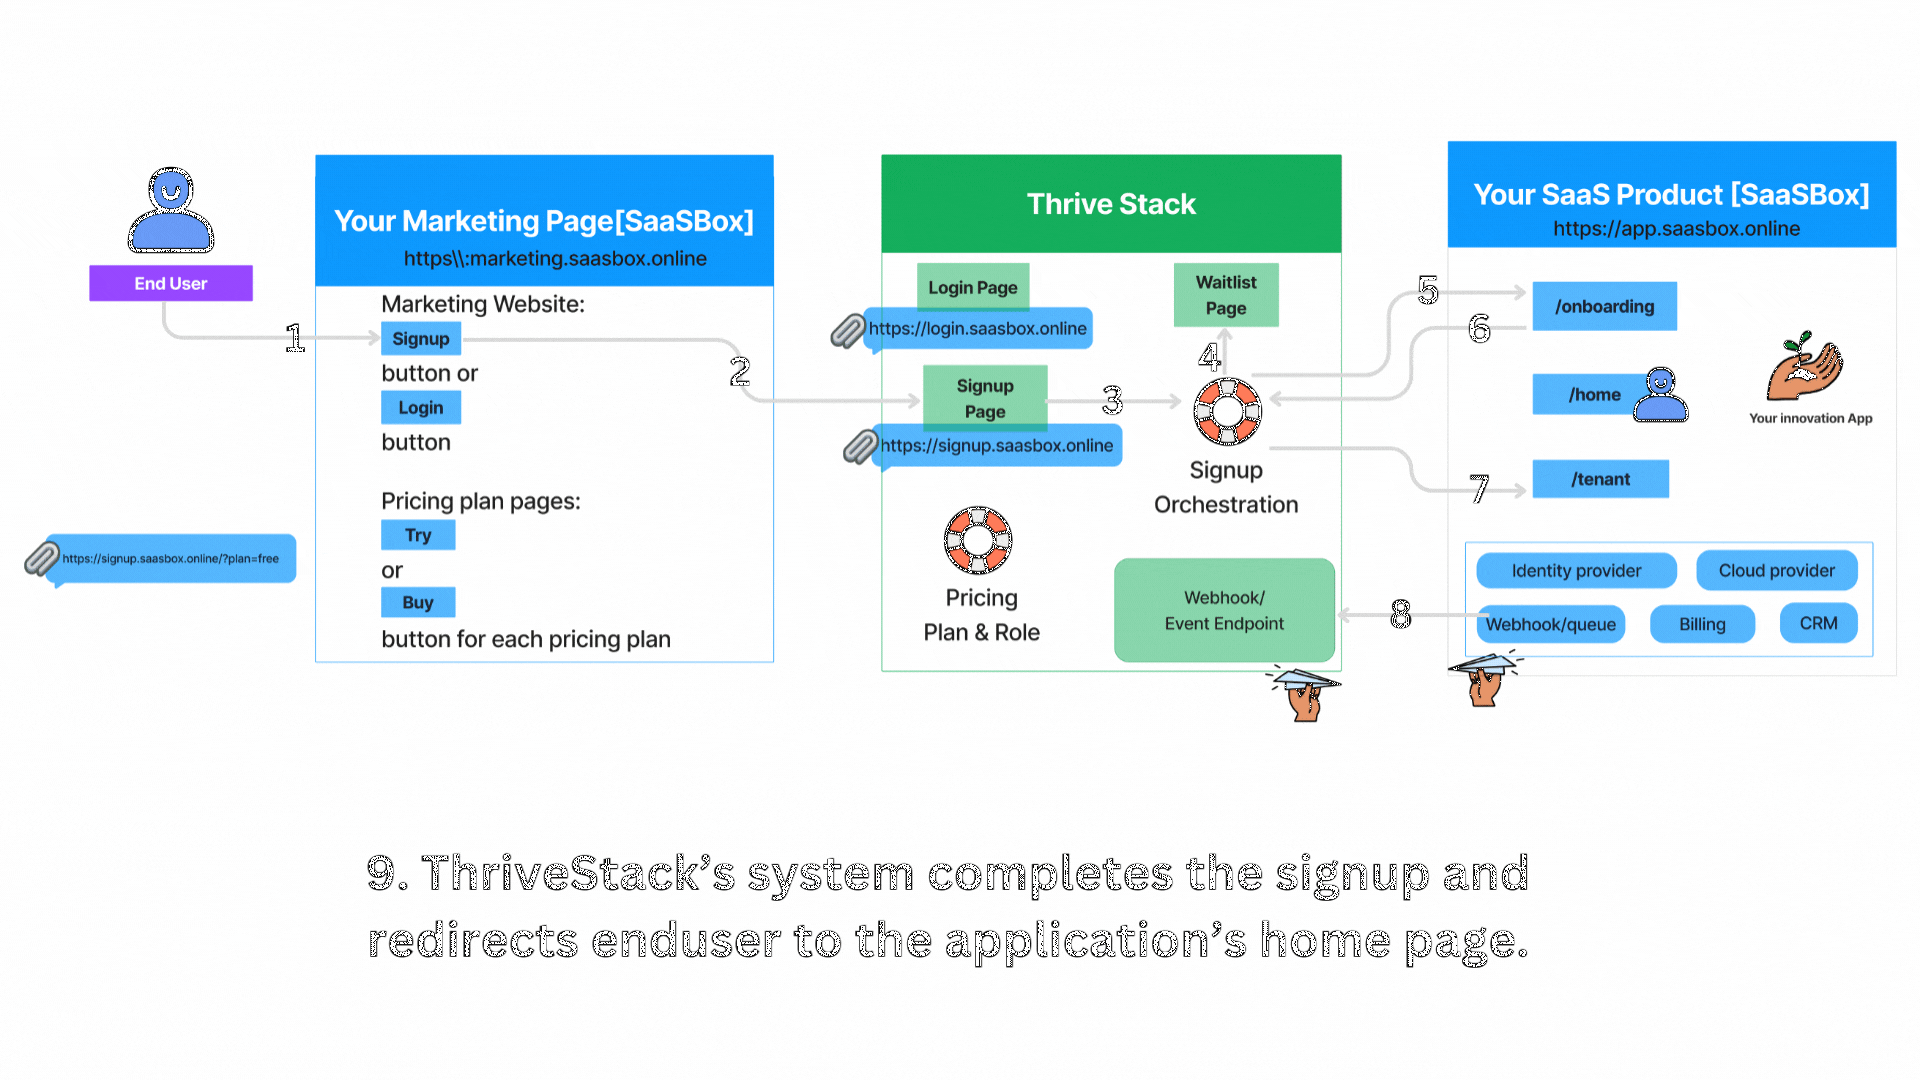 End User
1
https://signup.saasbox.online/?plan=free
Your Marketing Page[SaaSBox]
https\\:marketing.saasbox.online
Marketing Website:
Signup
button or
Login
button
Pricing plan pages:
Try
or
Buy
button for each pricing plan
2
Thrive Stack
Login Page
https://login.saasbox.online
Waitlist
Page
4
Signup
Page
https://signup.saasbox.online
3
Signup
Orchestration
Pricing
Plan & Role
Webhook/
Event Endpoint
5
6
7
8
Your SaaS Product [SaaSBox]
https://app.saasbox.online
/onboarding
/home
/tenant
Your innovation App
Identity provider
Cloud provider
Webhook/queue
Billing
CRM
9. ThriveStack’s system completes the signup and
redirects enduser to the application’s home page.